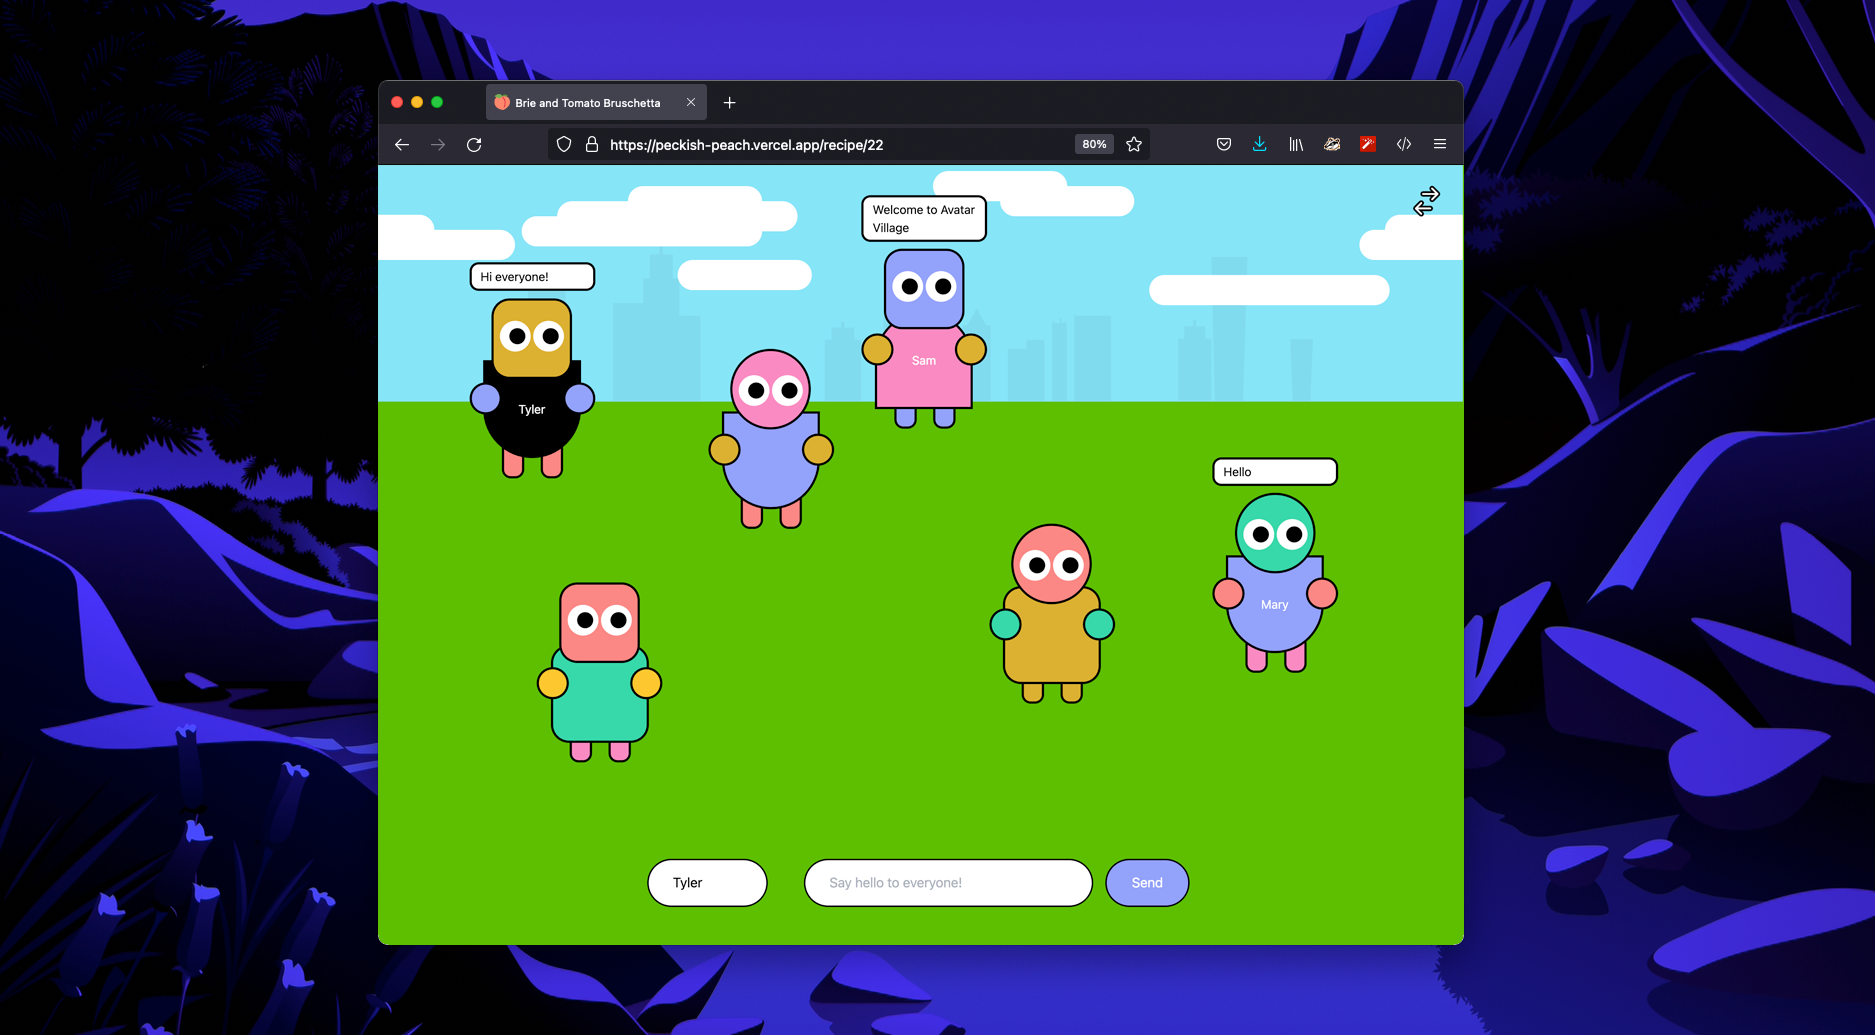 Brie and Tomato Bruschetta
https://peckish-peach.vercel.app/recipe/22
80%
Welcome to Avatar
Village
Hi everyone!
Sam
Tyler
Hello
Mary
Tyler
Say hello to everyone!
Send